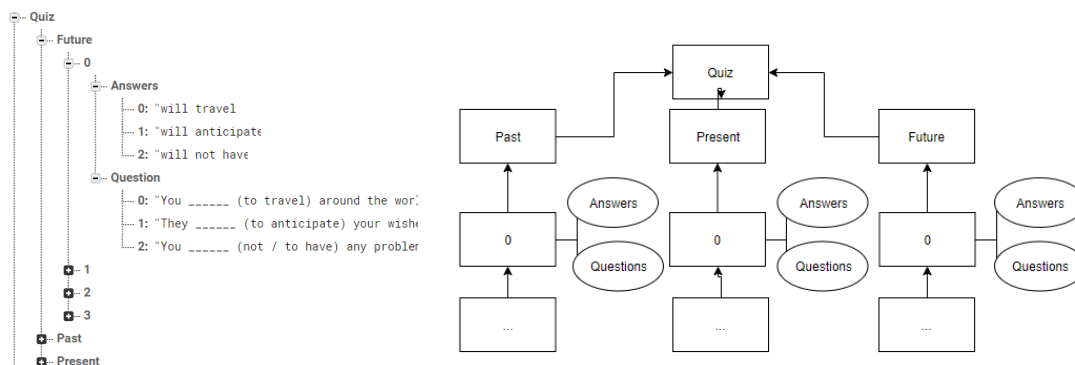 Quiz
Future
0
Answers
0: "will travel
1: "will anticipate
2: "will not have
Question
0: "You ______ (to travel) around the worl
1: "They ______ (to anticipate) your wishe
2: "You ______ (not / to have) any problem
1
2
3
Past
Present
Quiz
Past
Present
Future
Answers
Answers
Answers
0
0
0
Questions
Questions
Questions
...
...
...